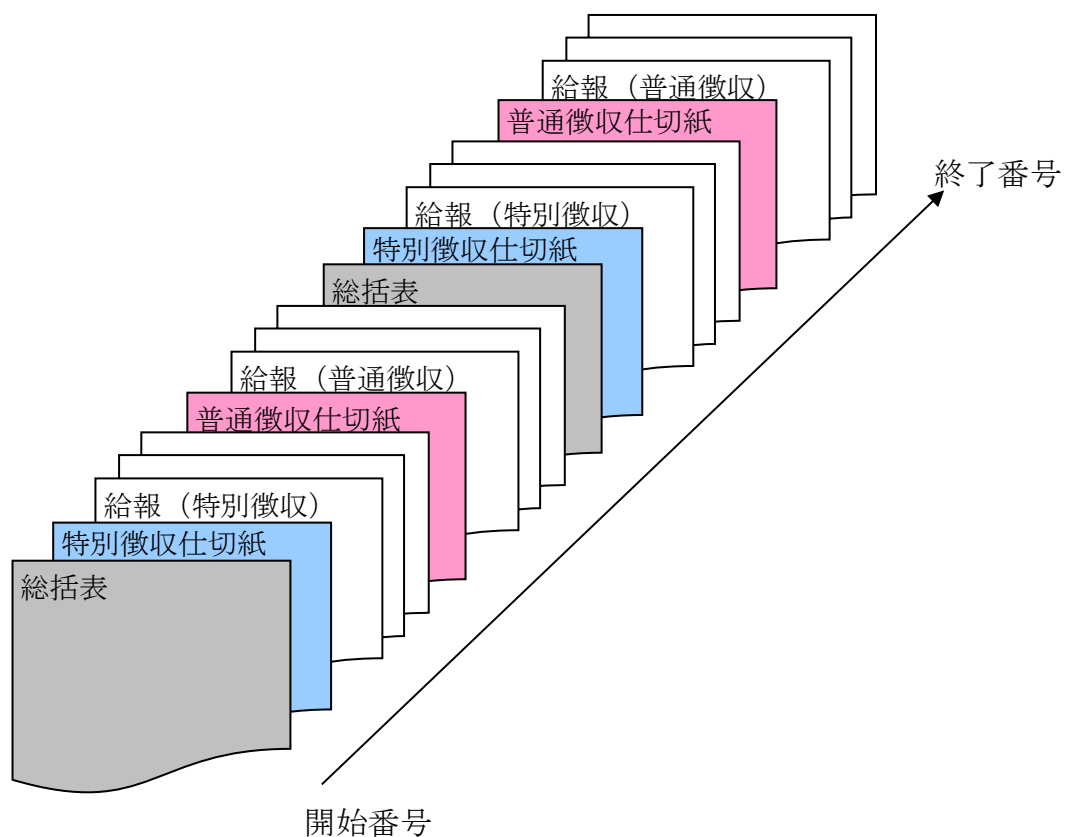 給報（普通徴収）
普通徴収仕切紙
終了番号
給報（特別徴収）
特別徴収仕切紙
総括表
給報（普通徴収）
普通徴収仕切紙
給報（特別徴収）
特別徴収仕切紙
総括表
開始番号